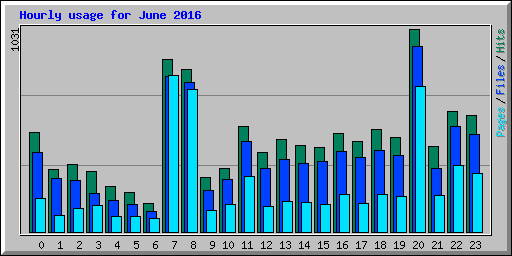 Hourly usage for June 2016
1031
Pages/Files/Hits
0 1 2 3 4 5 6 7 8 9 10 11 12 13 14 15 16 17 18 19 20 21 22 23